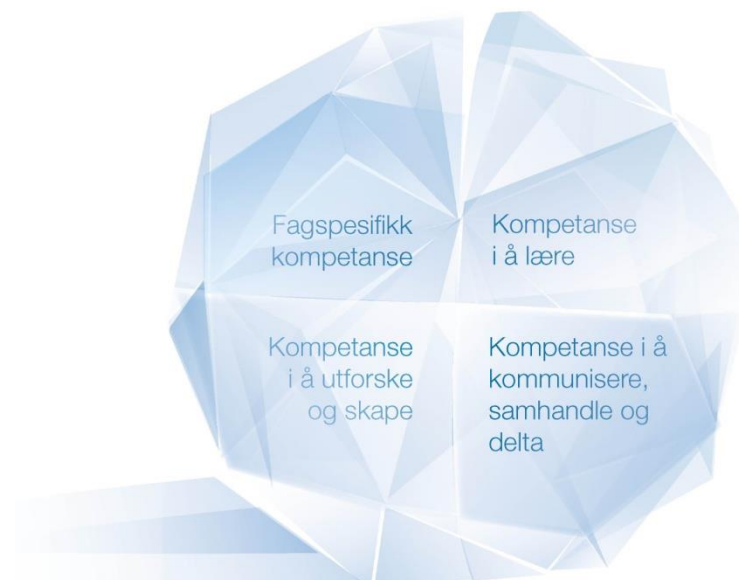 Fagspesifikk
kompetanse
Kompetanse
i å lære
Kompetanse
i å utforske
og skape
Kompetanse i å
kommunisere,
samhandle og
delta